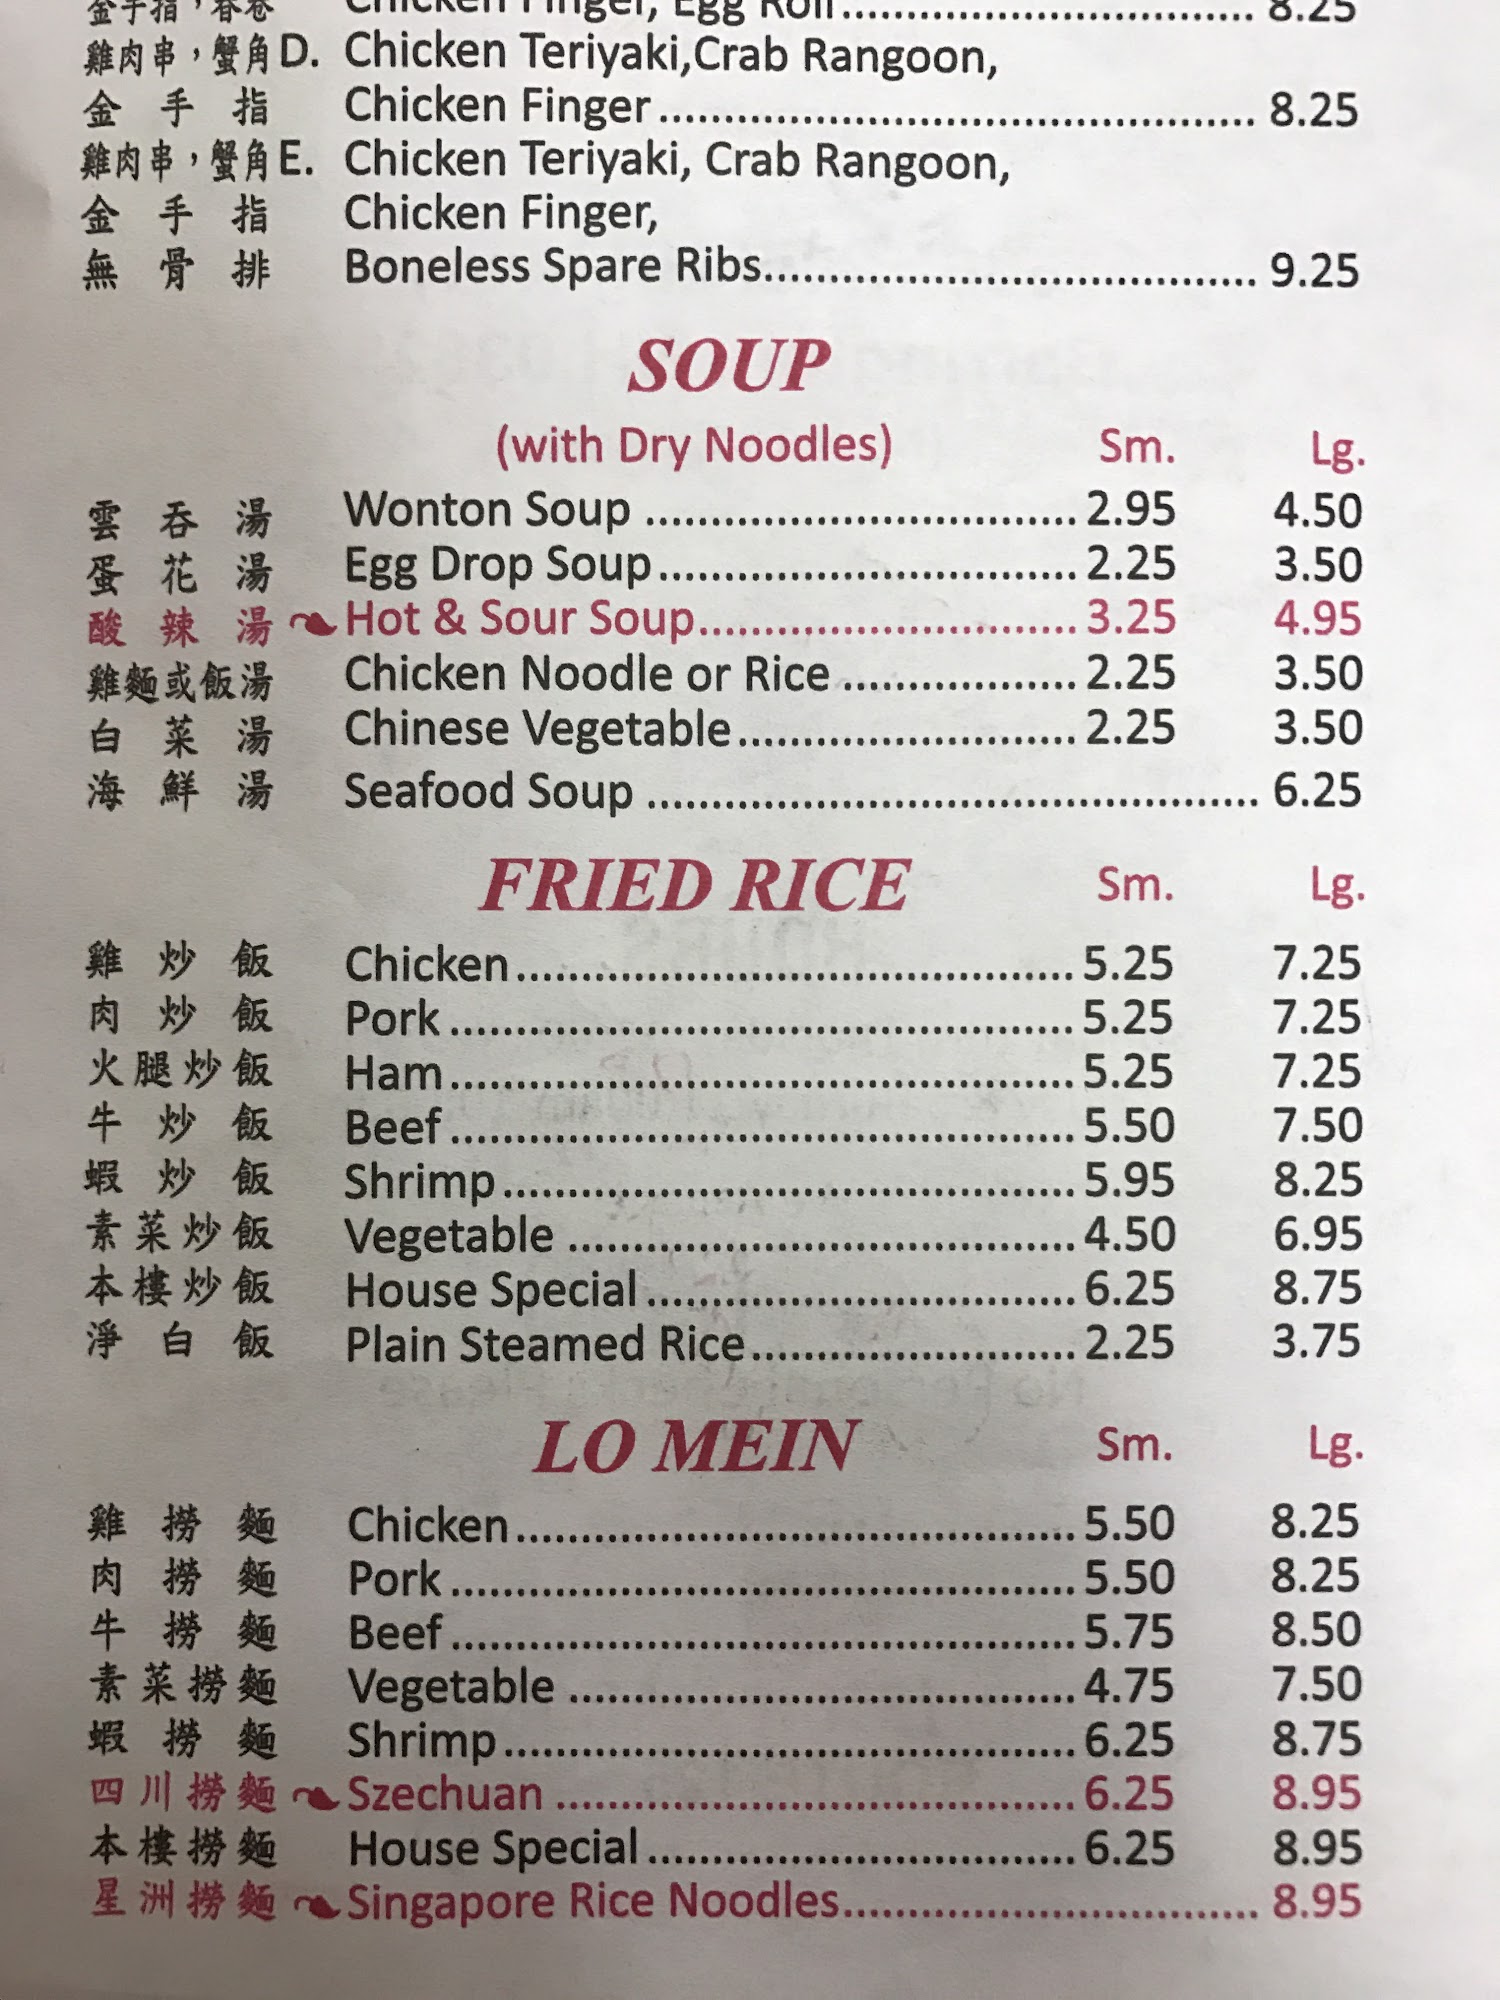 金手指，春卷 Chicken Finger, Egg Roll.......... 8.25
雞肉串，蟹角 D. Chicken Teriyaki,Crab Rangoon,
金手指 Chicken Finger.......... 8.25
雞肉串，蟹角 E. Chicken Teriyaki, Crab Rangoon,
金手指 Chicken Finger,
無骨排 Boneless Spare Ribs.......... 9.25
SOUP
(with Dry Noodles) Sm. Lg.
雲吞湯 Wonton Soup .......... 2.95 4.50
蛋花湯 Egg Drop Soup.......... 2.25 3.50
酸辣湯 Hot & Sour Soup.......... 3.25 4.95
雞麵或飯湯 Chicken Noodle or Rice .......... 2.25 3.50
白菜湯 Chinese Vegetable.......... 2.25 3.50
海鮮湯 Seafood Soup .......... 6.25
FRIED RICE Sm. Lg.
雞炒飯 Chicken.......... 5.25 7.25
肉炒飯 Pork .......... 5.25 7.25
火腿炒飯 Ham.......... 5.25 7.25
牛炒飯 Beef .......... 5.50 7.50
蝦炒飯 Shrimp.......... 5.95 8.25
素菜炒飯 Vegetable .......... 4.50 6.95
本樓炒飯 House Special .......... 6.25 8.75
淨白飯 Plain Steamed Rice.......... 2.25 3.75
LO MEIN Sm. Lg.
雞撈麵 Chicken.......... 5.50 8.25
肉撈麵 Pork .......... 5.50 8.25
牛撈麵 Beef .......... 5.75 8.50
素菜撈麵 Vegetable .......... 4.75 7.50
蝦撈麵 Shrimp.......... 6.25 8.75
四川撈麵 Szechuan .......... 6.25 8.95
本樓撈麵 House Special .......... 6.25 8.95
星洲撈麵 Singapore Rice Noodles.......... 8.95